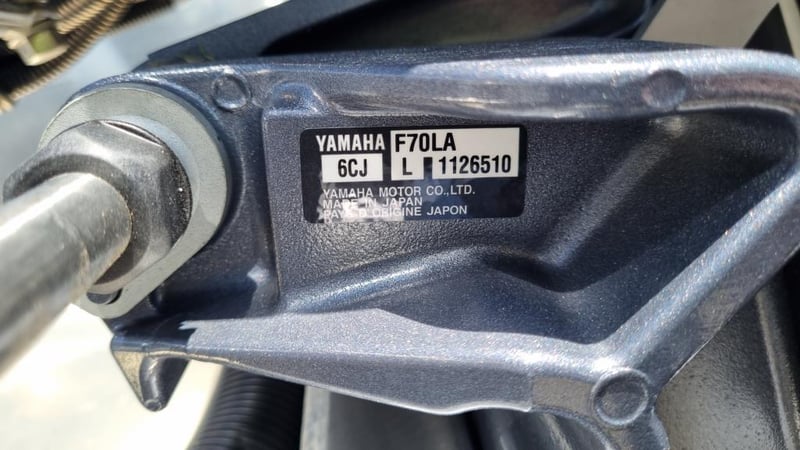 YAMAHA F70LA
6CJ L 1126510
YAMAHA MOTOR CO.,LTD.
MADE IN JAPAN
PAYS D'ORIGINE JAPON